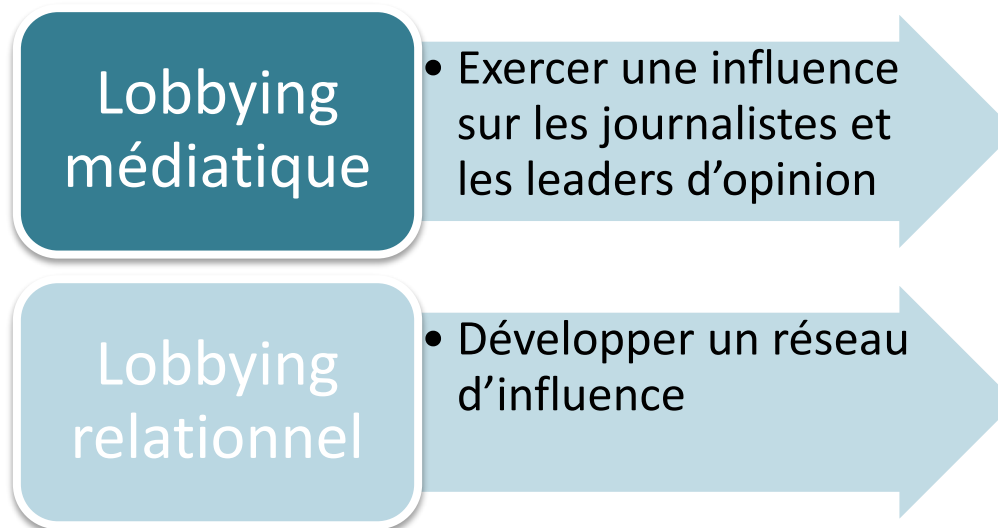 Lobbying
médiatique
• Exercer une influence
sur les journalistes et
les leaders d’opinion
Lobbying
relationnel
• Développer un réseau
d’influence